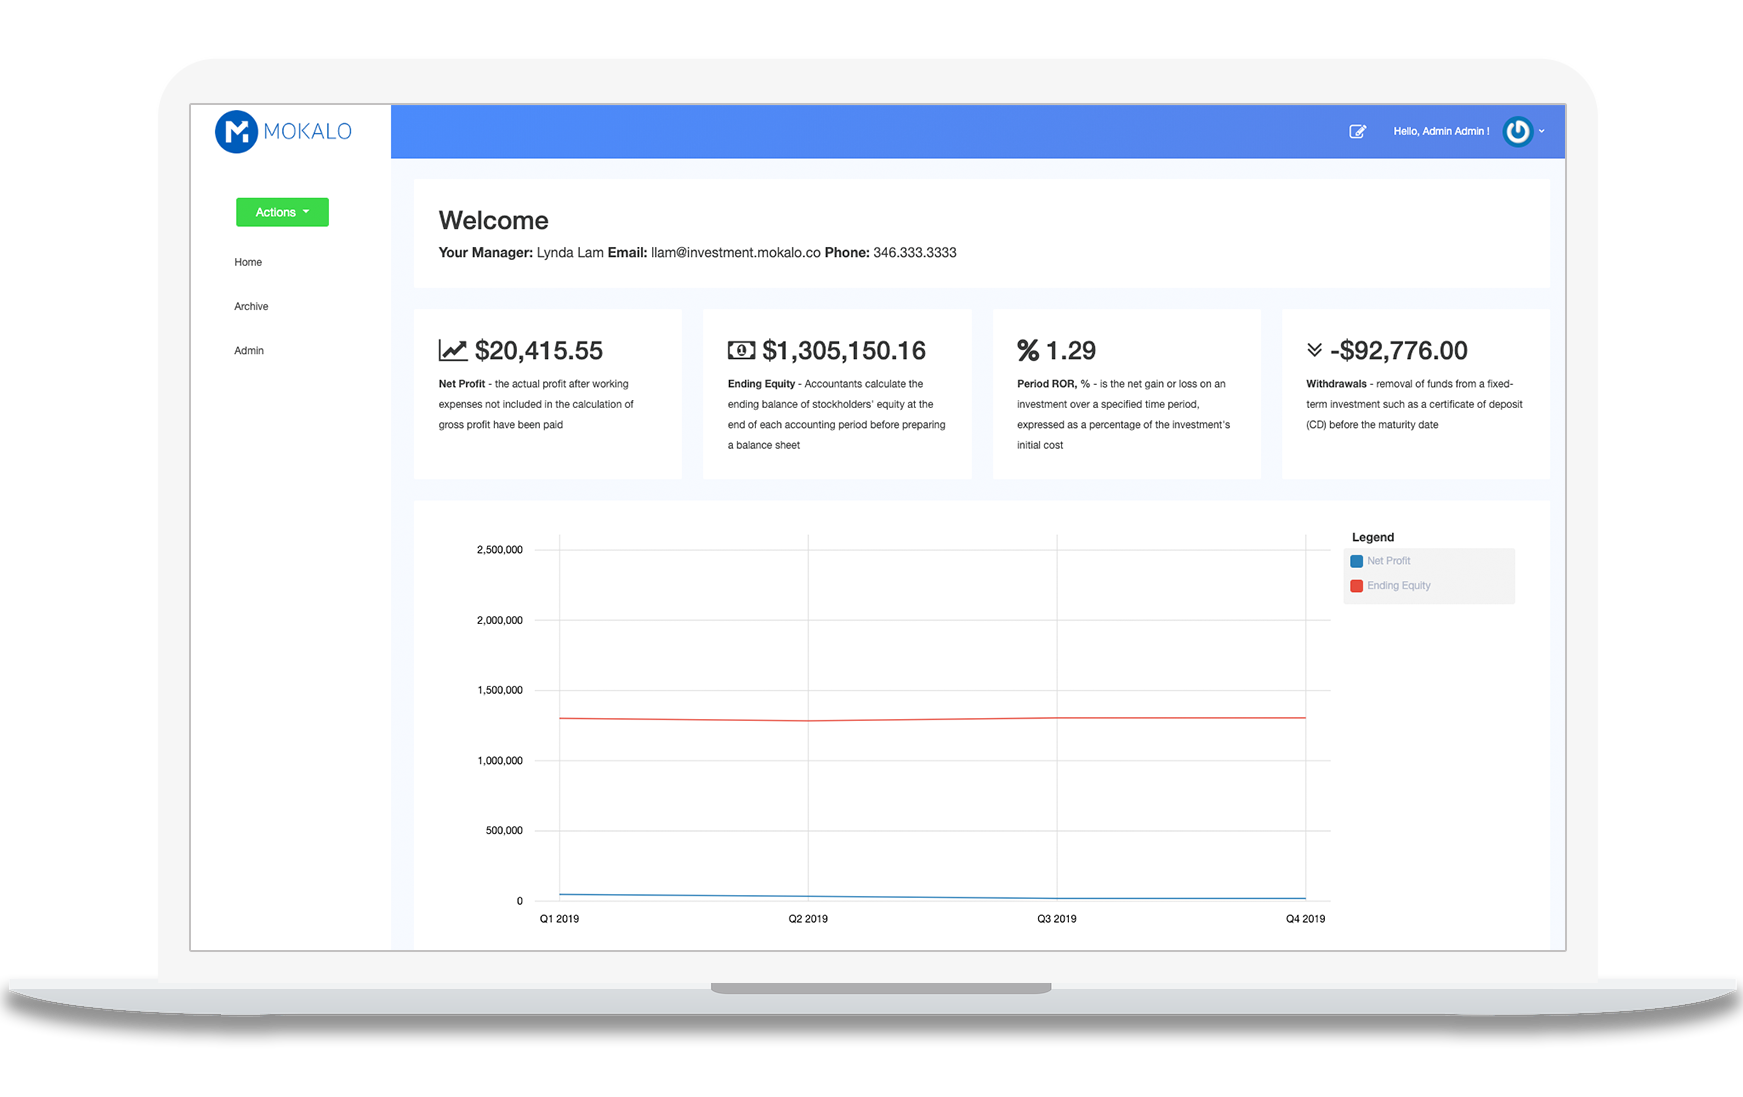 MOKALO
Hello, Admin Admin !
Actions
Home
Archive
Admin
Welcome
Your Manager: Lynda Lam Email: llam@investment.mokalo.co Phone: 346.333.3333
$20,415.55
Net Profit - the actual profit after working
expenses not included in the calculation of
gross profit have been paid
$1,305,150.16
Ending Equity - Accountants calculate the
ending balance of stockholders' equity at the
end of each accounting period before preparing
a balance sheet
% 1.29
Period ROR, % - is the net gain or loss on an
investment over a specified time period,
expressed as a percentage of the investment's
initial cost
-$92,776.00
Withdrawals - removal of funds from a fixed-
term investment such as a certificate of deposit
(CD) before the maturity date
2,500,000
2,000,000
1,500,000
1,000,000
500,000
0
Q1 2019
Q2 2019
Q3 2019
Q4 2019
Legend
Net Profit
Ending Equity